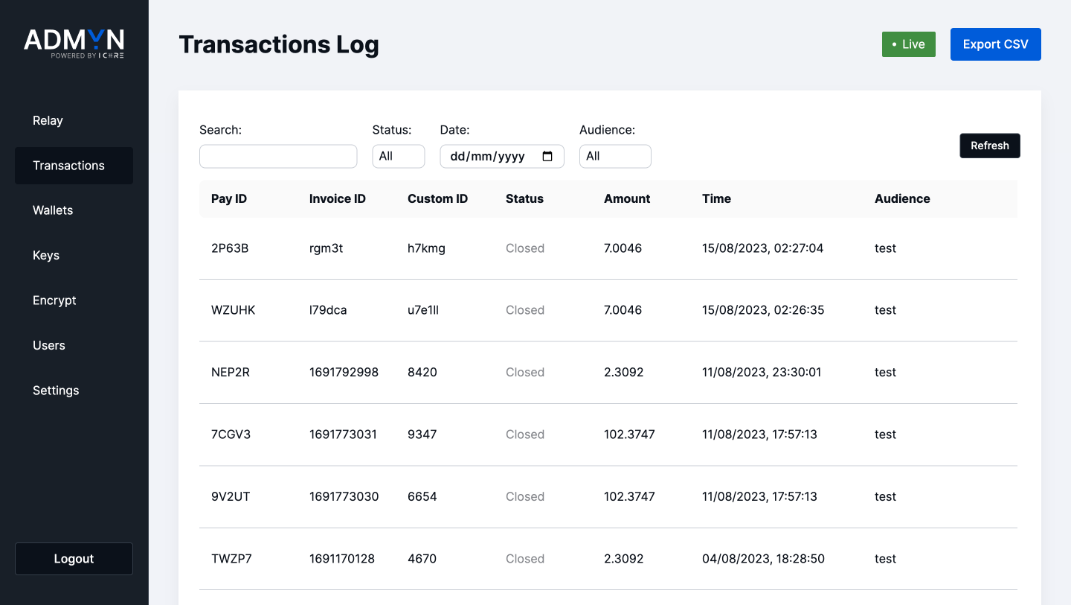 ADMYN
POWERED BY ICORE
Relay
Transactions
Wallets
Keys
Encrypt
Users
Settings
Logout
Transactions Log
• Live
Export CSV
Search:
Status:
Date:
Audience:
All
dd/mm/yyyy
All
Refresh
Pay ID Invoice ID Custom ID Status Amount Time Audience
2P63B rgm3t h7kmg Closed 7.0046 15/08/2023, 02:27:04 test
WZUHK l79dca u7e1ll Closed 7.0046 15/08/2023, 02:26:35 test
NEP2R 1691792998 8420 Closed 2.3092 11/08/2023, 23:30:01 test
7CGV3 1691773031 9347 Closed 102.3747 11/08/2023, 17:57:13 test
9V2UT 1691773030 6654 Closed 102.3747 11/08/2023, 17:57:13 test
TWZP7 1691170128 4670 Closed 2.3092 04/08/2023, 18:28:50 test